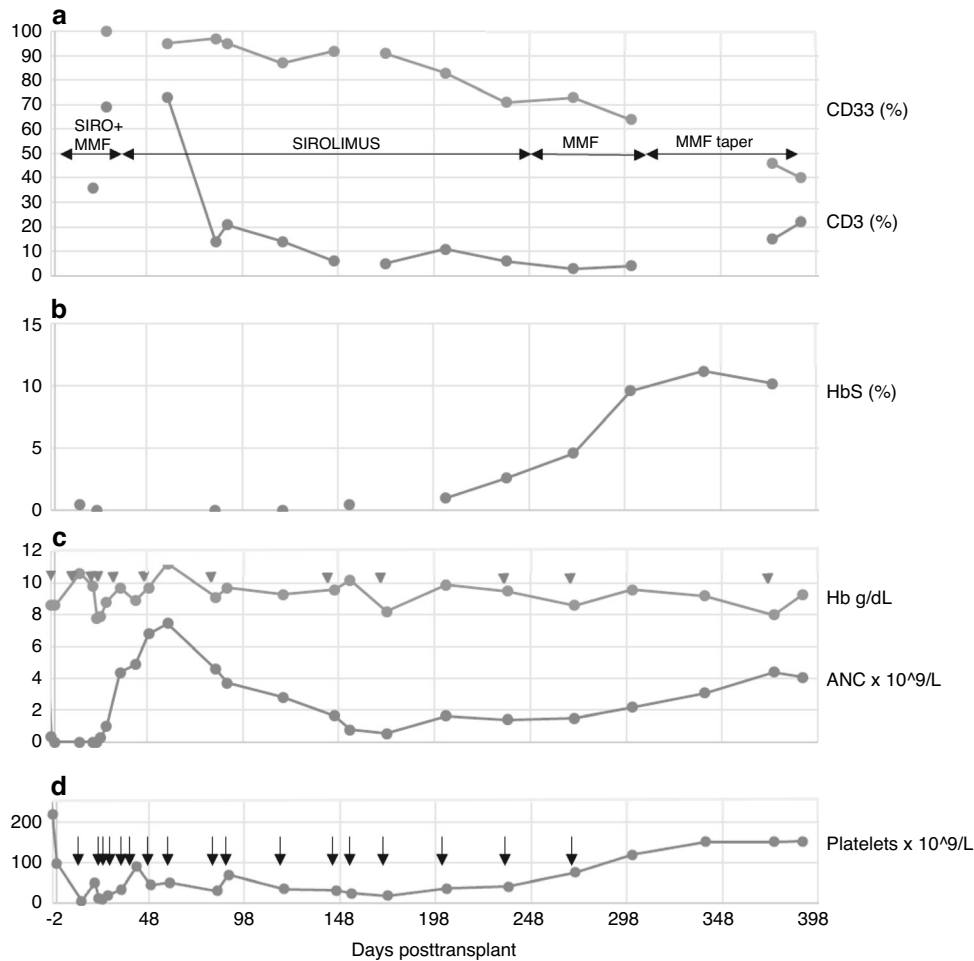 a
100
90
80
70
60
50
40
30
20
10
0
SIRO+
MMF
SIROLIMUS
MMF
MMF taper
CD33 (%)
CD3 (%)
b
15
10
5
0
HbS (%)
c
12
10
8
6
4
2
0
Hb g/dL
ANC x 10^9/L
d
200
100
0
Platelets x 10^9/L
-2 48 98 148 198 248 298 348 398
Days posttransplant